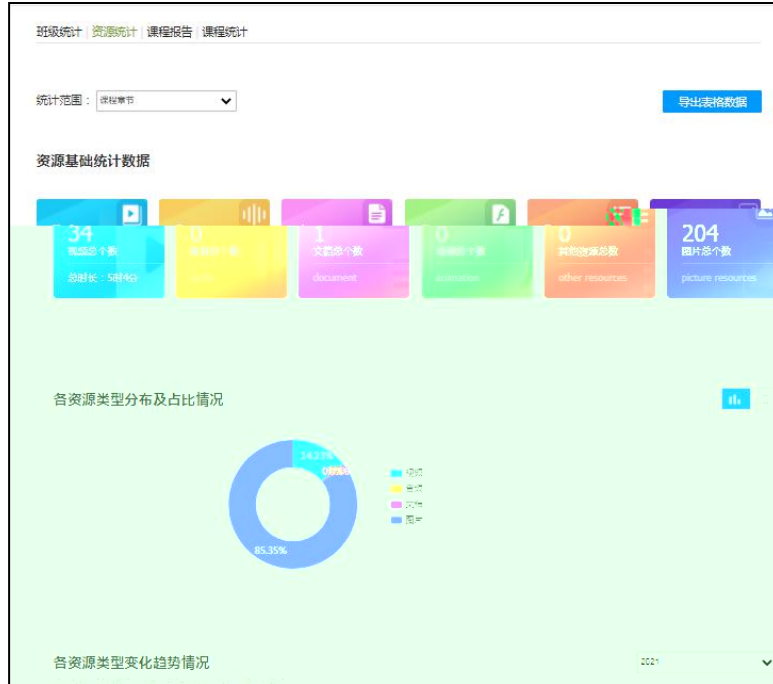 班级统计 | 资源统计 | 课程报告 | 课程统计
统计范围： 课程章节
导出表格数据
资源基础统计数据
34
视频总个数
总时长：5时4分
0
1
文档总个数
document
0
animation
0
其他资源总数
other resources
204
图片总个数
picture resources
各资源类型分布及占比情况
85.35%
视频
音频
文档
图片
各资源类型变化趋势情况
2021